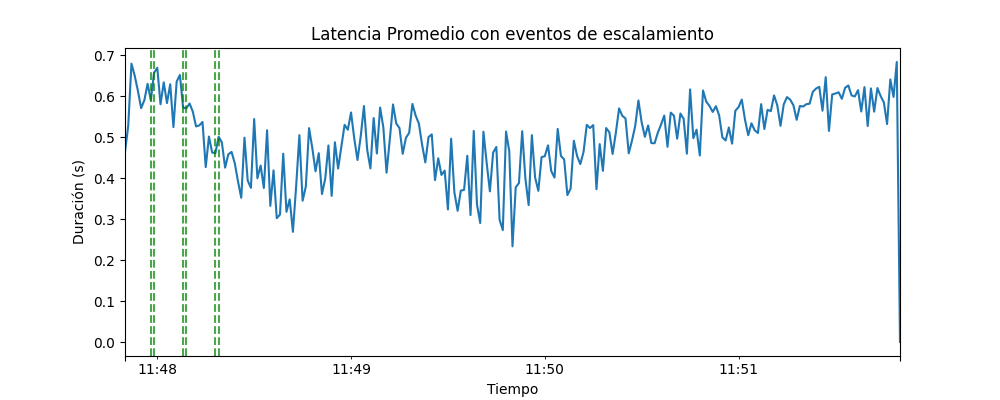 Latencia Promedio con eventos de escalamiento
Duración (s)
0.7
0.6
0.5
0.4
0.3
0.2
0.1
0.0
11:48 11:49 11:50 11:51
Tiempo